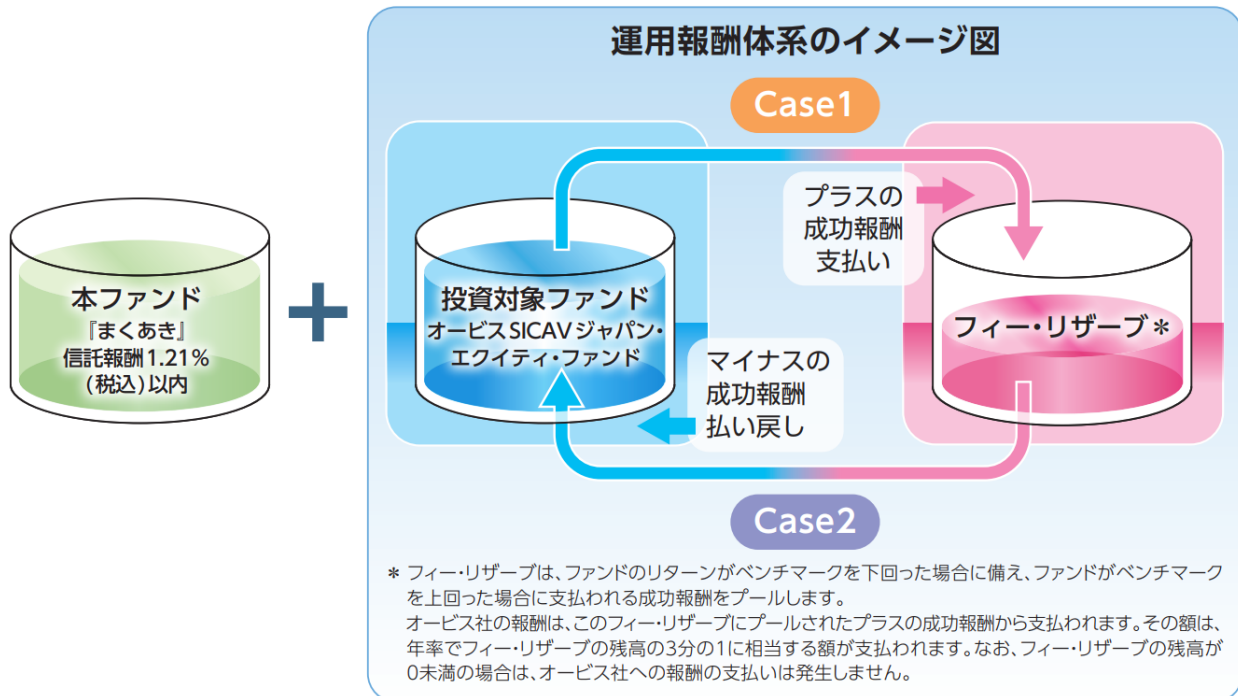 運用報酬体系のイメージ図
Case1
プラスの
成功報酬
支払い
本ファンド
『まくあき』
信託報酬1.21%
(税込)以内
+
投資対象ファンド
オービスSICAVジャパン・
エクイティ・ファンド
フィー・リザーブ*
マイナスの
成功報酬
払い戻し
Case2
* フィー・リザーブは、ファンドのリターンがベンチマークを下回った場合に備え、ファンドがベンチマーク
を上回った場合に支払われる成功報酬をプールします。
オービス社の報酬は、このフィー・リザーブにプールされたプラスの成功報酬から支払われます。その額は、
年率でフィー・リザーブの残高の3分の1に相当する額が支払われます。なお、フィー・リザーブの残高が
0未満の場合は、オービス社への報酬の支払いは発生しません。